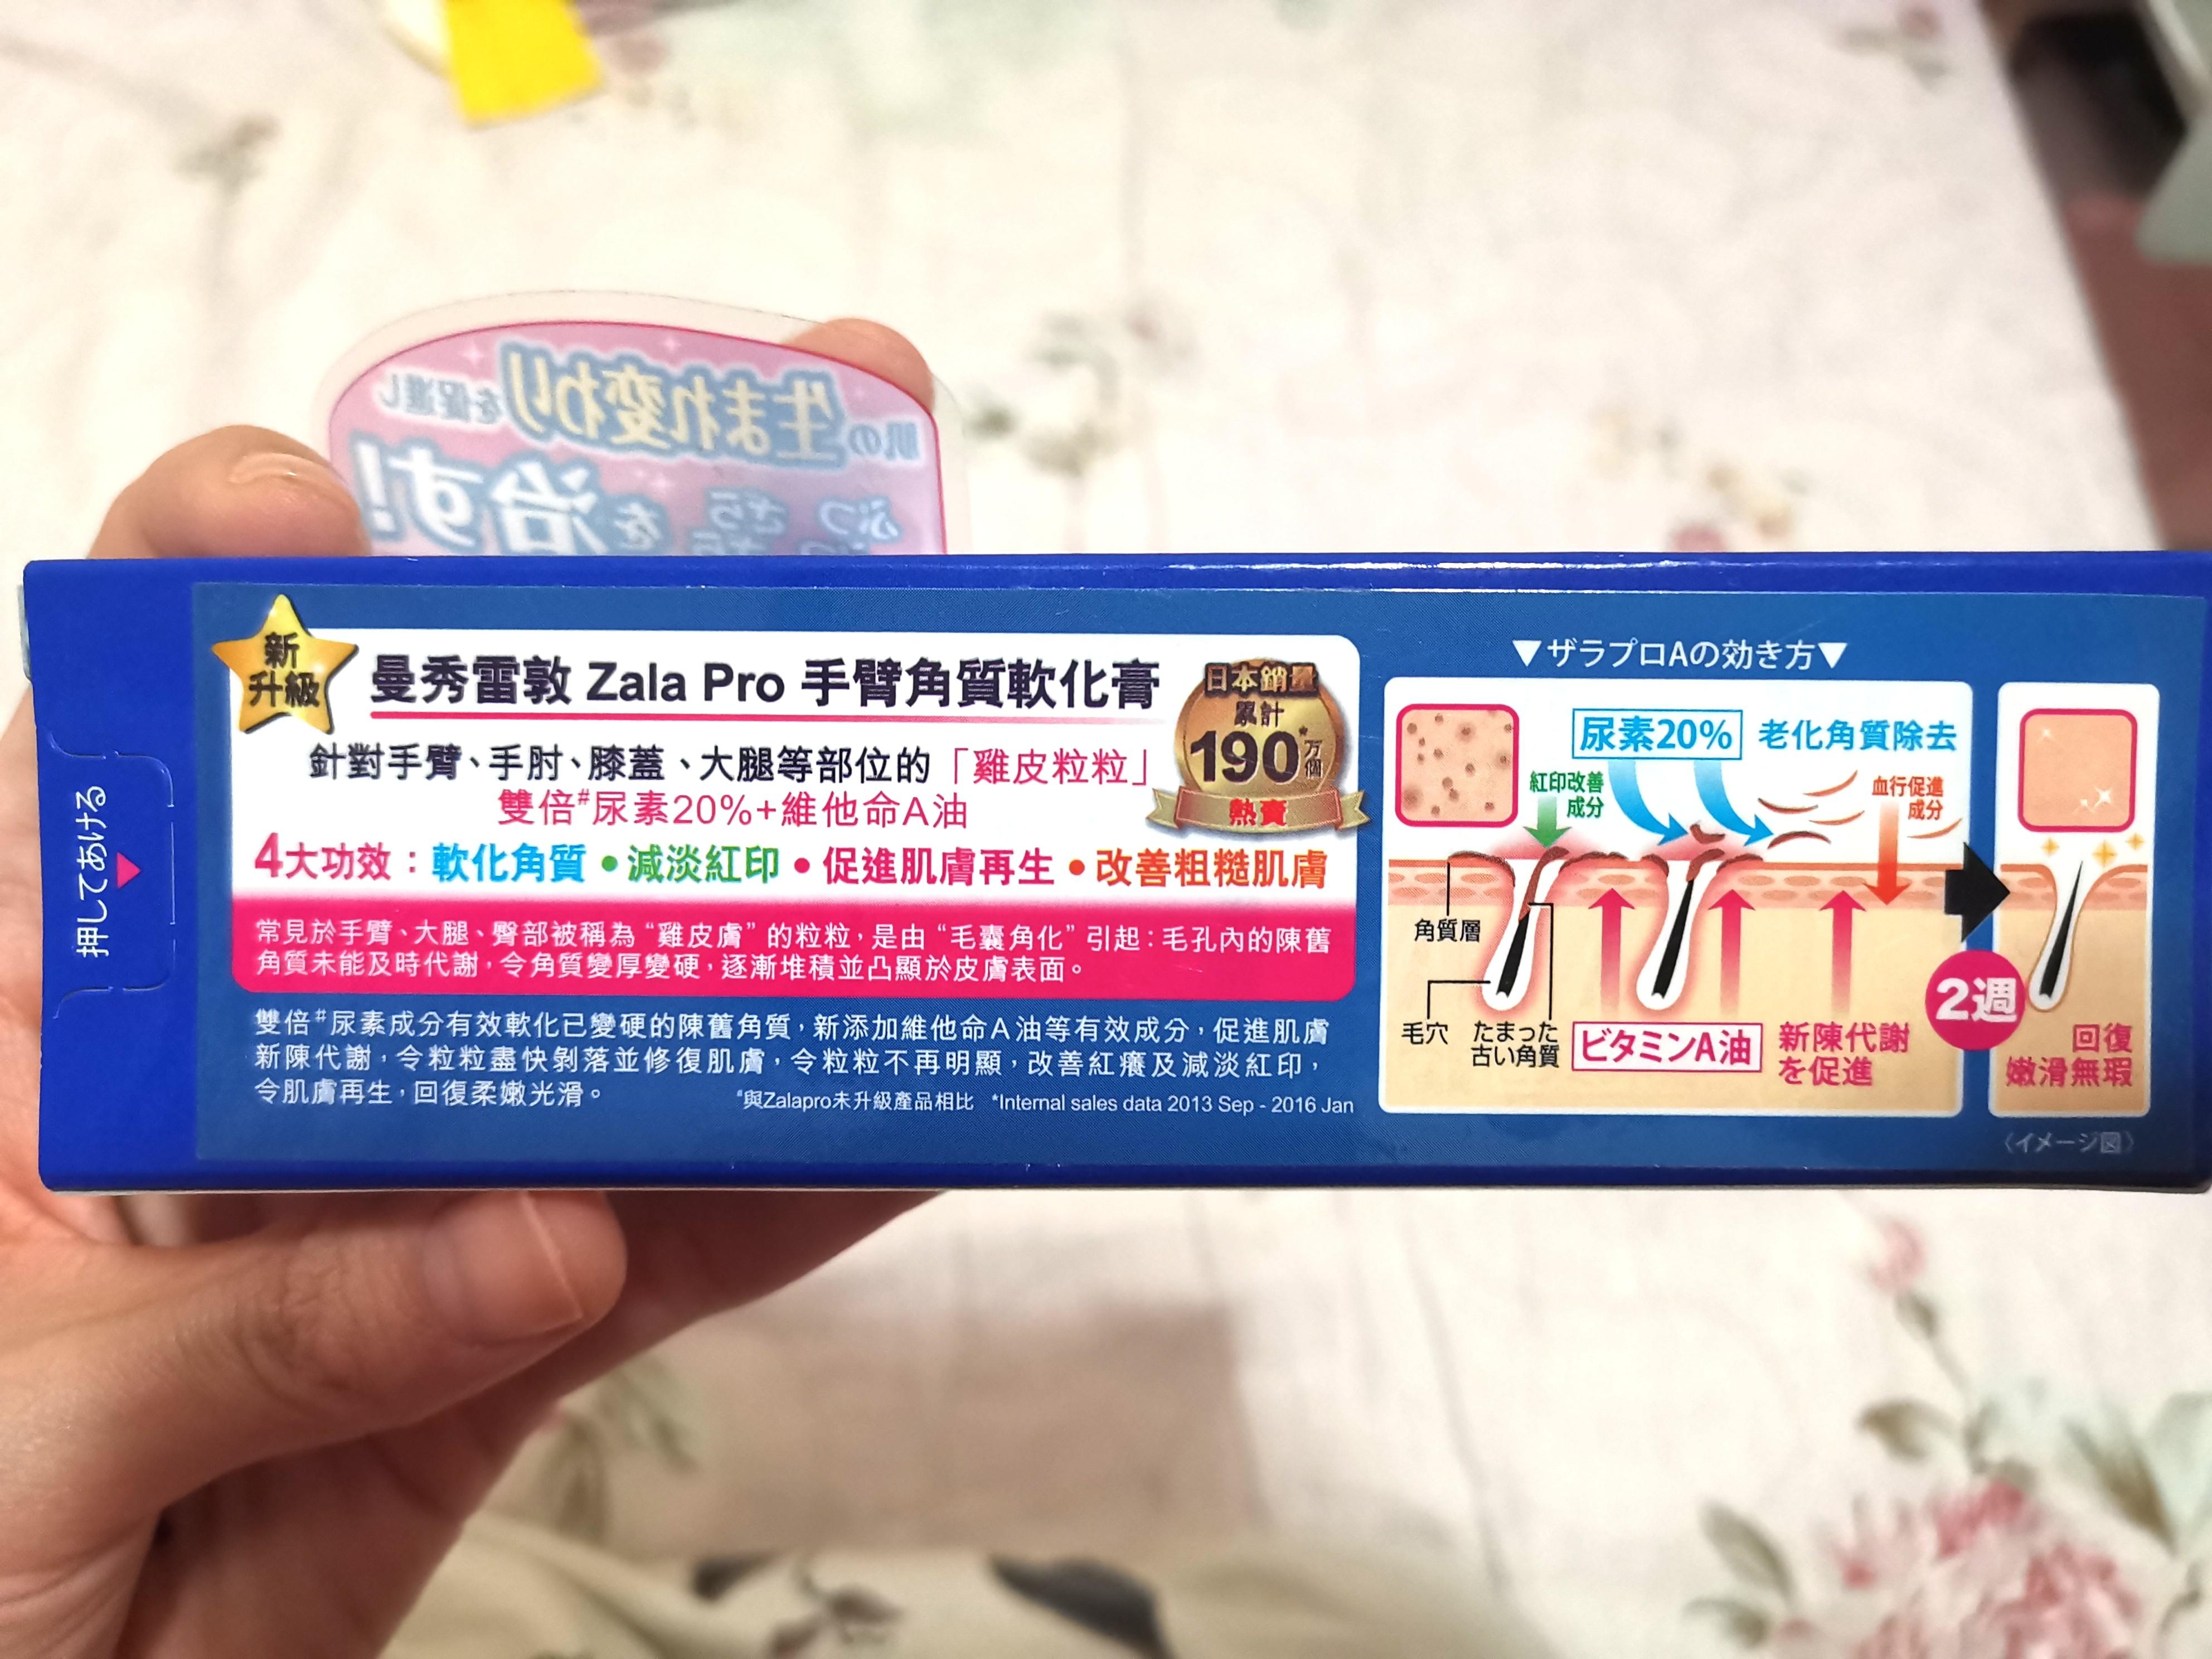 肌の生まれ変わりを促進し
ぶつぶつ ざらざらを治す!
押してあける
新升級
曼秀雷敦 Zala Pro 手臂角質軟化膏
日本銷量
累計
190*万個
熱賣
針對手臂、手肘、膝蓋、大腿等部位的「雞皮粒粒」
雙倍#尿素20%+維他命A油
4大功效：軟化角質•減淡紅印•促進肌膚再生•改善粗糙肌膚
常見於手臂、大腿、臀部被稱為“雞皮膚”的粒粒，是由“毛囊角化”引起：毛孔內的陳舊
角質未能及時代謝，令角質變厚變硬，逐漸堆積並凸顯於皮膚表面。
雙倍#尿素成分有效軟化已變硬的陳舊角質，新添加維他命A油等有效成分，促進肌膚
新陳代謝，令粒粒盡快剝落並修復肌膚，令粒粒不再明顯，改善紅癢及減淡紅印，
令肌膚再生，回復柔嫩光滑。
#與Zalapro未升級產品相比 *Internal sales data 2013 Sep - 2016 Jan
▼ザラプロAの効き方▼
尿素20% 老化角質除去
紅印改善
成分
血行促進
成分
角質層
毛穴
たまった
古い角質
ビタミンA油
新陳代謝
を促進
2週
回復
嫩滑無瑕
〈イメージ図〉